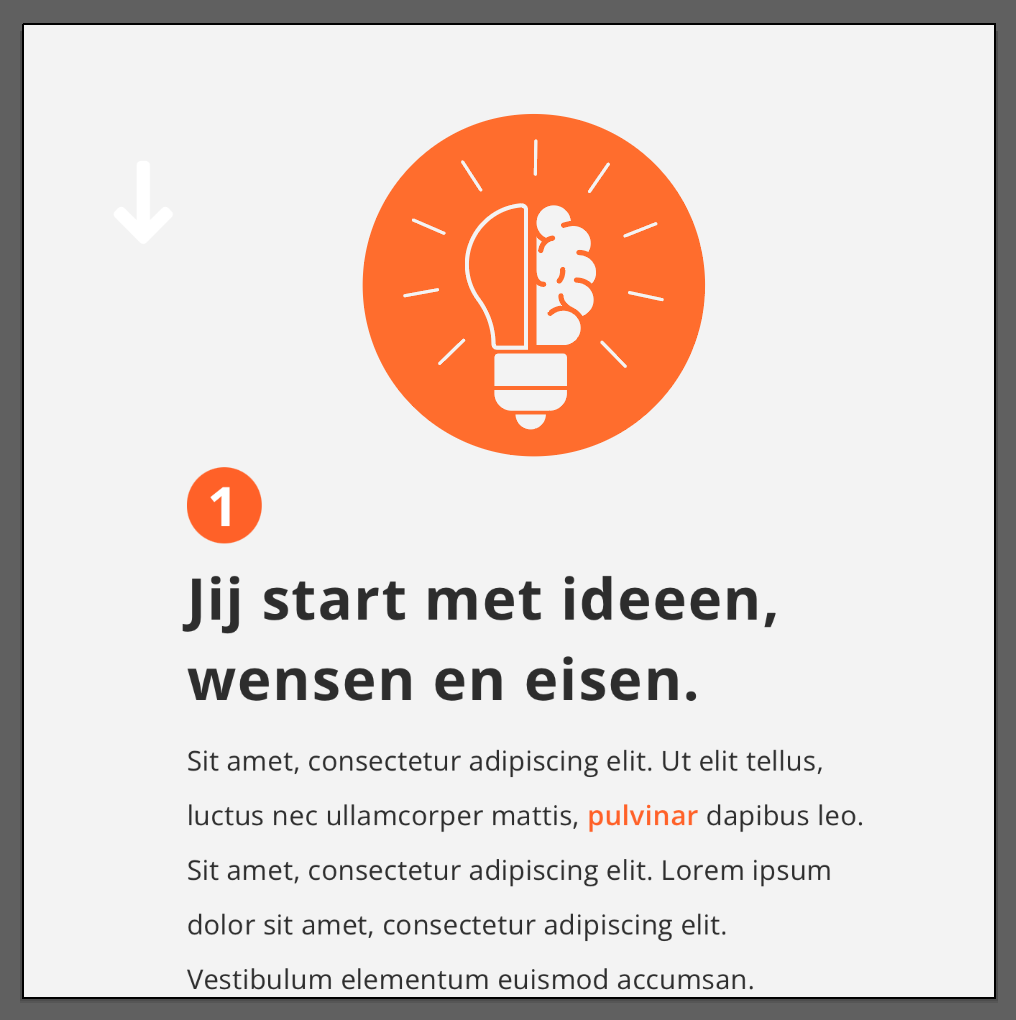 1
Jij start met ideeen,
wensen en eisen.
Sit amet, consectetur adipiscing elit. Ut elit tellus,
luctus nec ullamcorper mattis, pulvinar dapibus leo.
Sit amet, consectetur adipiscing elit. Lorem ipsum
dolor sit amet, consectetur adipiscing elit.
Vestibulum elementum euismod accumsan.